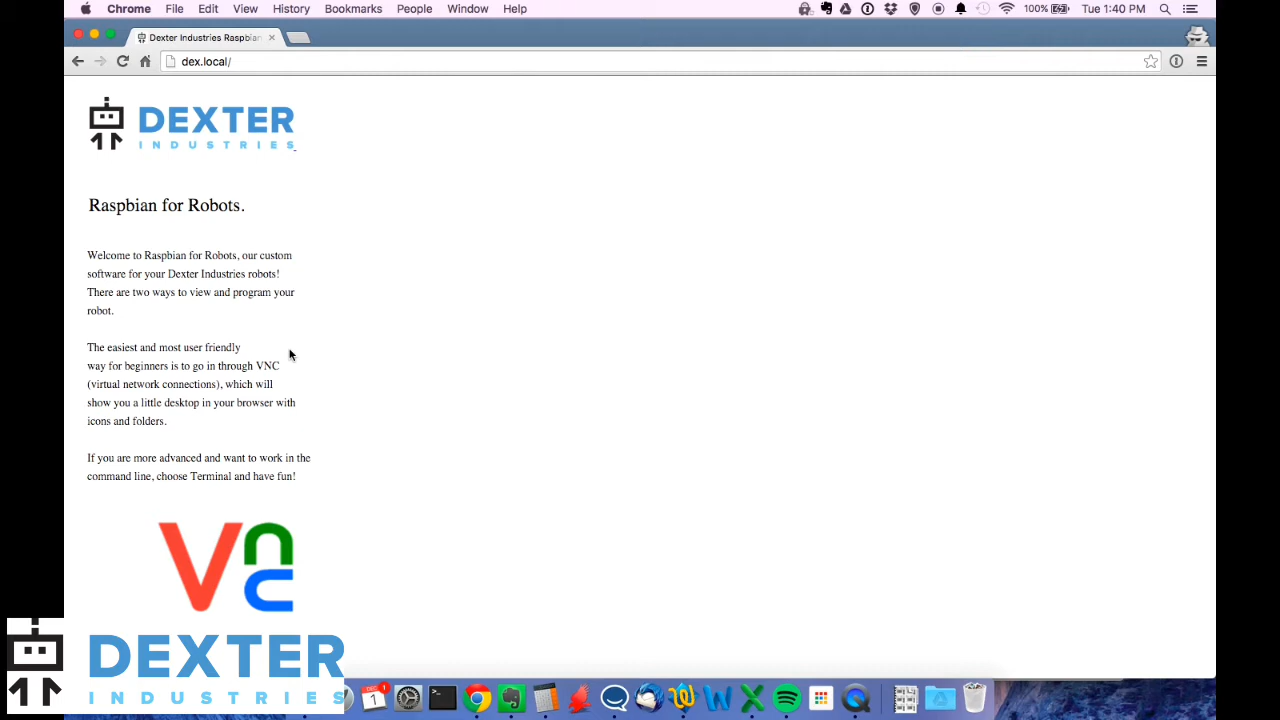 Chrome File Edit View History Bookmarks People Window Help 100% Tue 1:40 PM
Dexter Industries Raspbian
dex.local/
DEXTER
INDUSTRIES
Raspbian for Robots.
Welcome to Raspbian for Robots, our custom
software for your Dexter Industries robots!
There are two ways to view and program your
robot.
The easiest and most user friendly
way for beginners is to go in through VNC
(virtual network connections), which will
show you a little desktop in your browser with
icons and folders.
If you are more advanced and want to work in the
command line, choose Terminal and have fun!
Vnc
DEXTER
INDUSTRIES
DEC 1
1